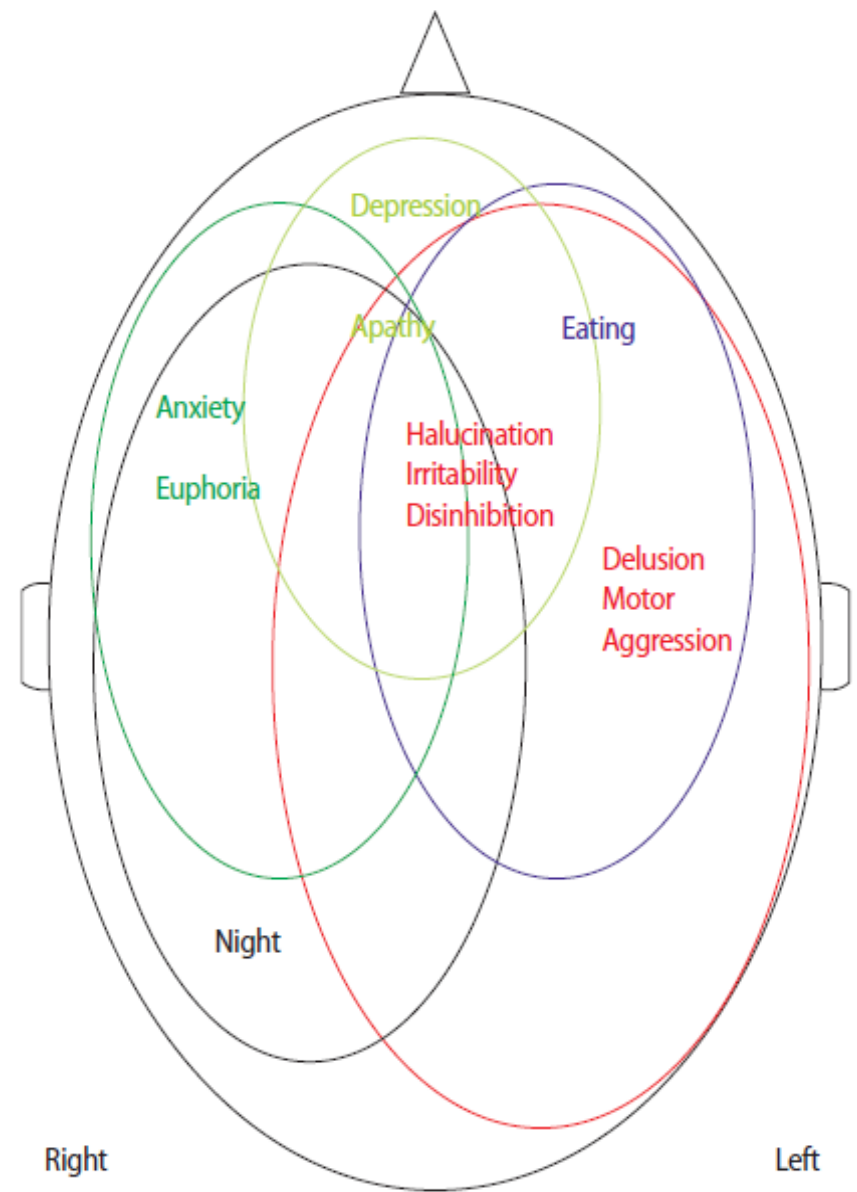 Depression
Apathy
Eating
Anxiety
Euphoria
Halucination
Irritability
Disinhibition
Delusion
Motor
Aggression
Night
Right
Left